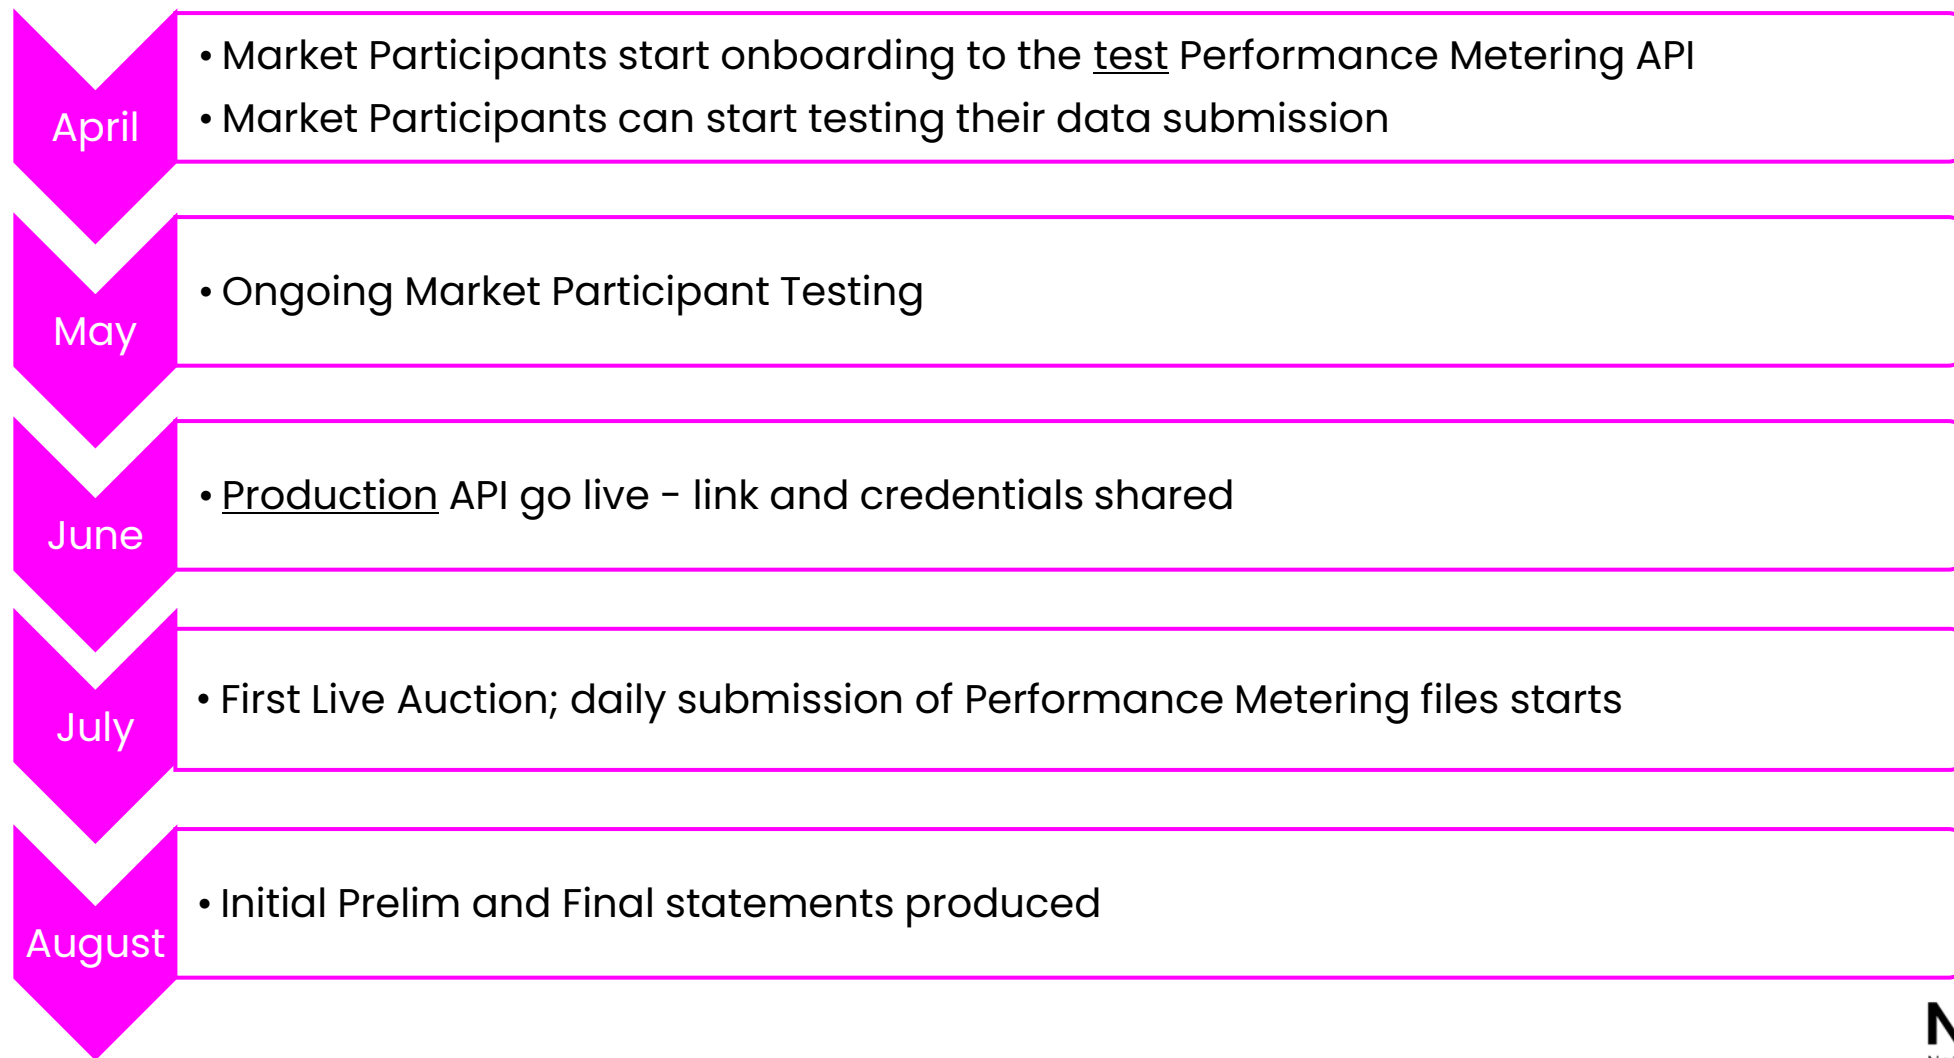 • Market Participants start onboarding to the test Performance Metering API
• Market Participants can start testing their data submission
April
• Ongoing Market Participant Testing
May
• Production API go live - link and credentials shared
June
• First Live Auction; daily submission of Performance Metering files starts
July
• Initial Prelim and Final statements produced
August
N